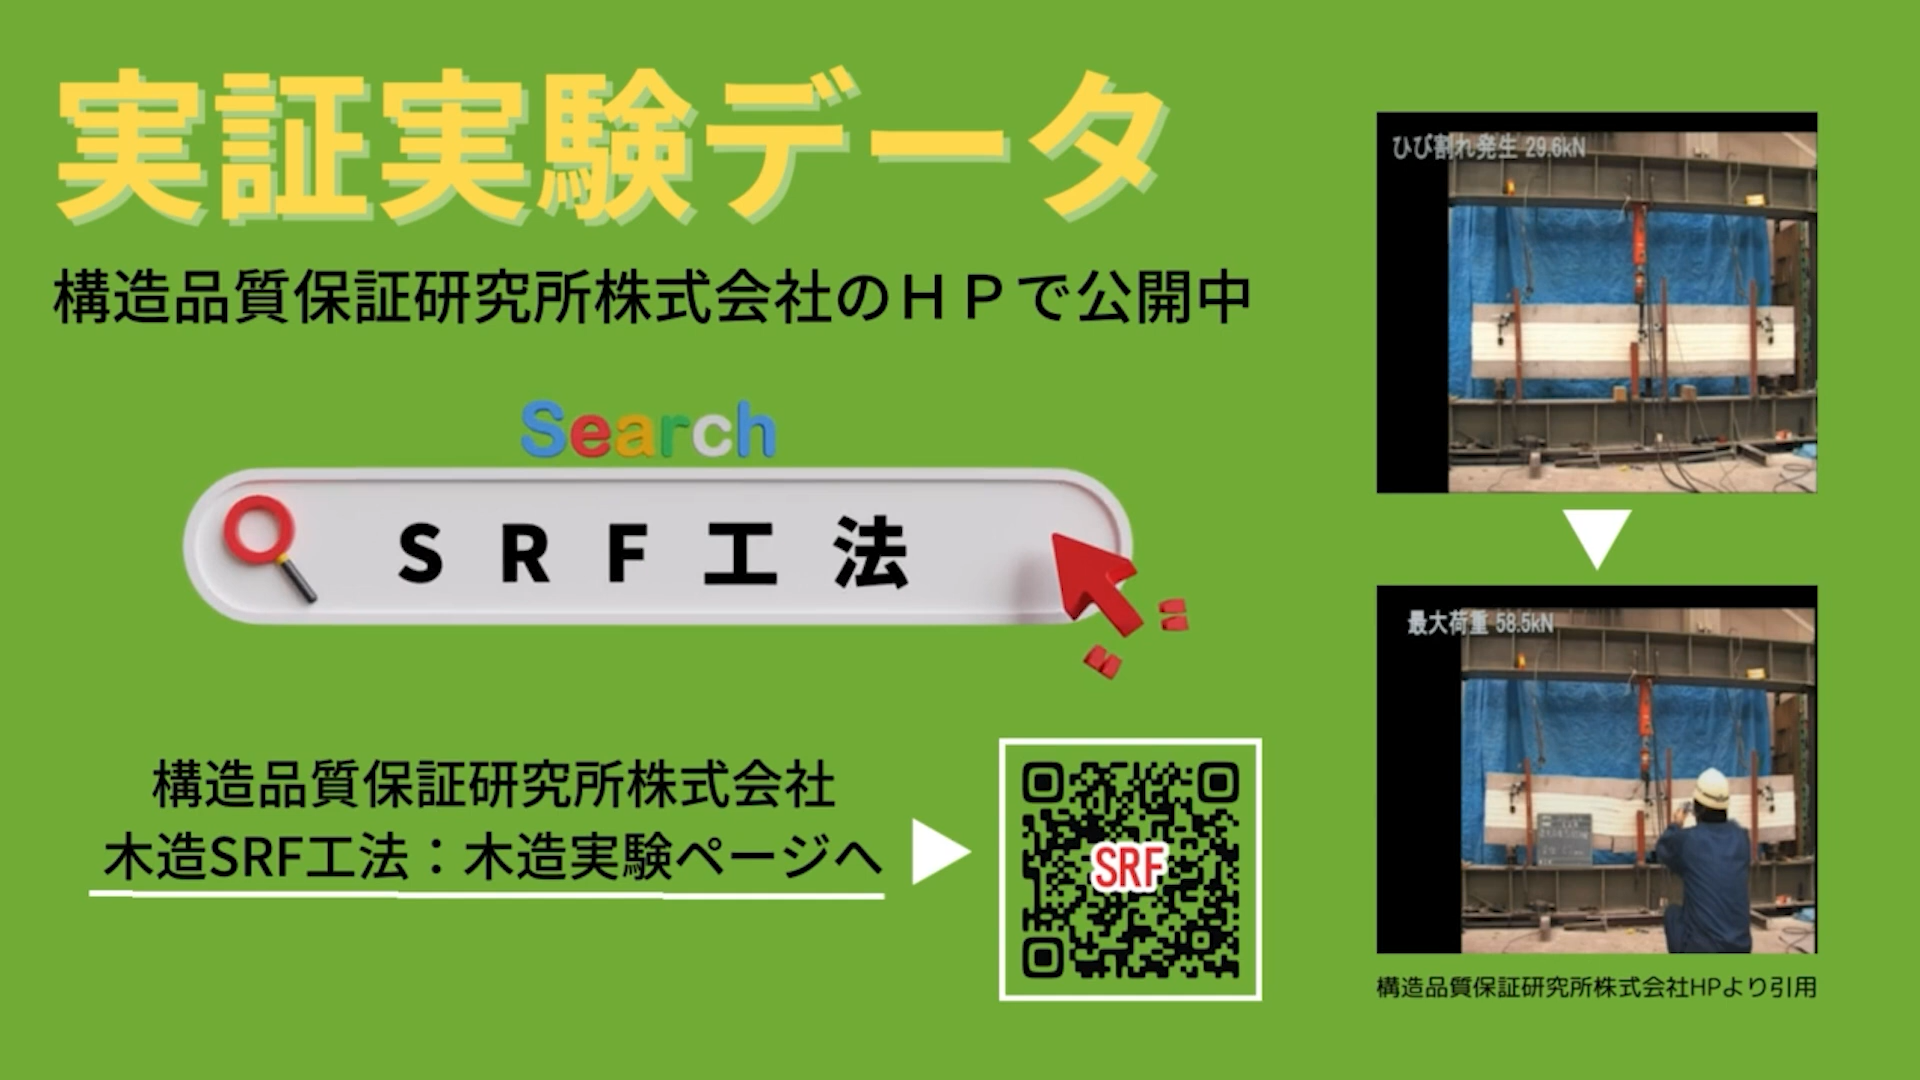 実証実験データ
構造品質保証研究所株式会社のＨＰで公開中
Search
SRF工法
構造品質保証研究所株式会社
木造SRF工法：木造実験ページへ
SRF
ひび割れ発生 29.6kN
最大荷重 58.5kN
構造品質保証研究所株式会社HPより引用